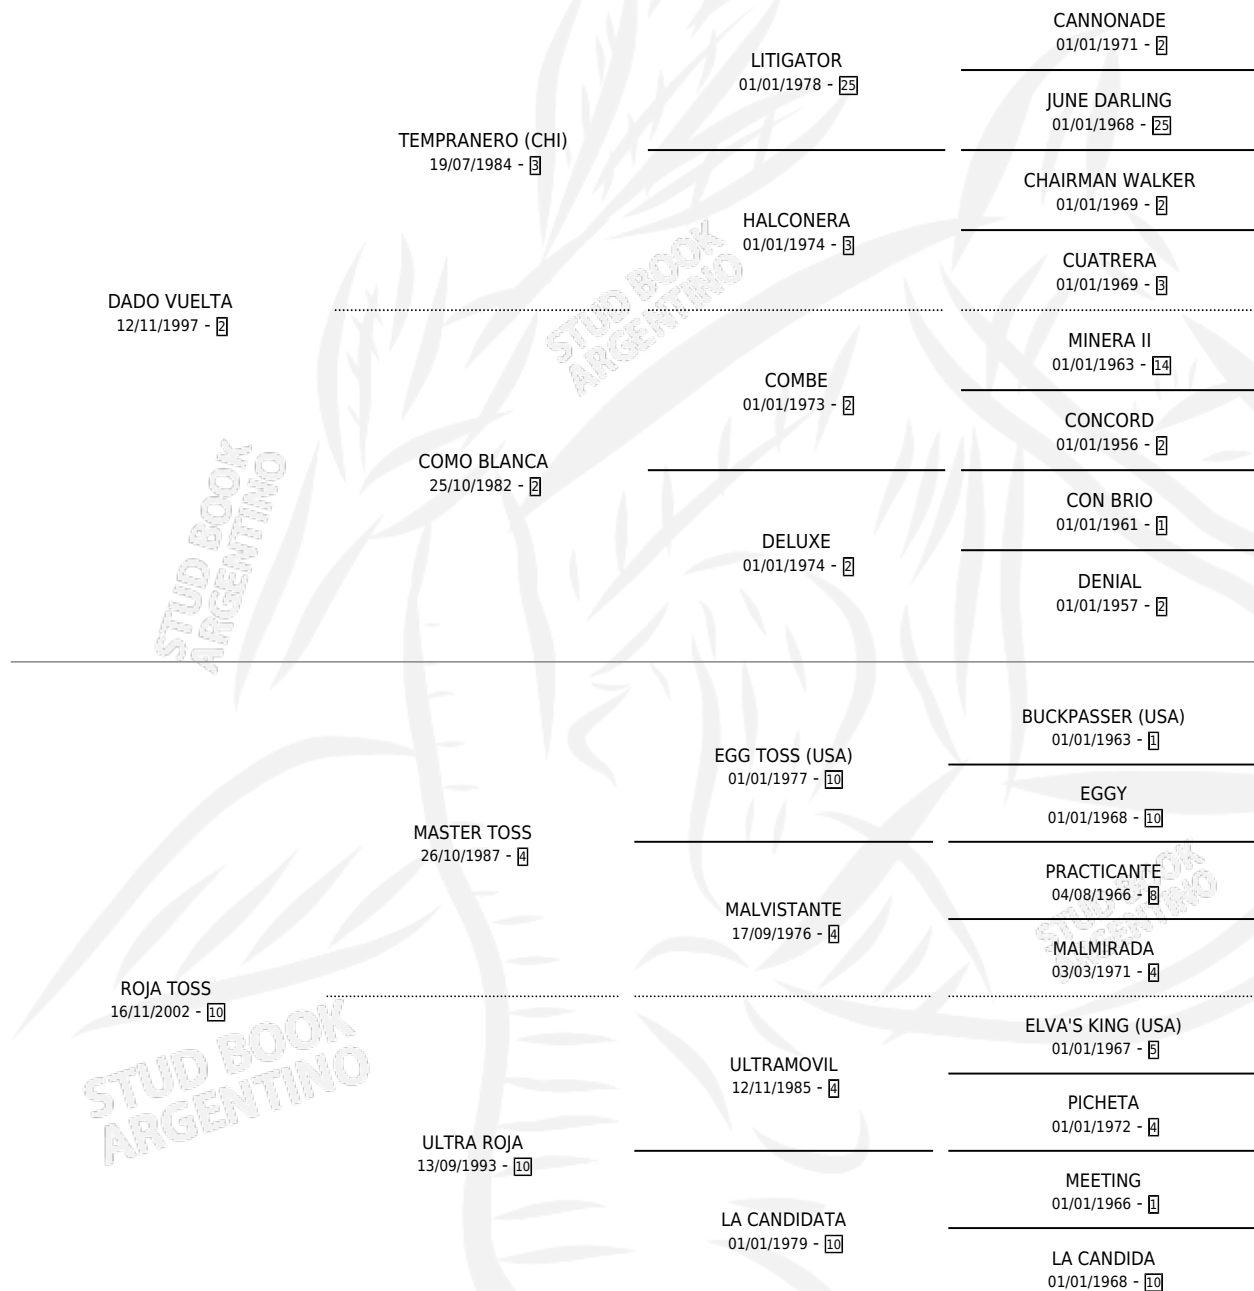 CANNONADE
01/01/1971 - 2
LITIGATOR
01/01/1978 - 25
JUNE DARLING
01/01/1968 - 25
TEMPRANERO (CHI)
19/07/1984 - 3
CHAIRMAN WALKER
01/01/1969 - 2
HALCONERA
01/01/1974 - 3
CUATRERA
01/01/1969 - 3
DADO VUELTA
12/11/1997 - 2
MINERA II
01/01/1963 - 14
COMBE
01/01/1973 - 2
CONCORD
01/01/1956 - 2
COMO BLANCA
25/10/1982 - 2
CON BRIO
01/01/1961 - 1
DELUXE
01/01/1974 - 2
DENIAL
01/01/1957 - 2
BUCKPASSER (USA)
01/01/1963 - 1
EGG TOSS (USA)
01/01/1977 - 10
EGGY
01/01/1968 - 10
MASTER TOSS
26/10/1987 - 4
PRACTICANTE
04/08/1966 - 8
MALVISTANTE
17/09/1976 - 4
MALMIRADA
03/03/1971 - 4
ROJA TOSS
16/11/2002 - 10
ELVA'S KING (USA)
01/01/1967 - 5
ULTRAMOVIL
12/11/1985 - 4
PICHETA
01/01/1972 - 4
ULTRA ROJA
13/09/1993 - 10
MEETING
01/01/1966 - 1
LA CANDIDATA
01/01/1979 - 10
LA CANDIDA
01/01/1968 - 10
STUD BOOK
ARGENTINO
STUD BOOK
ARGENTINO
STUD BOOK
ARGENTINO
STUD BOOK
ARGENTINO